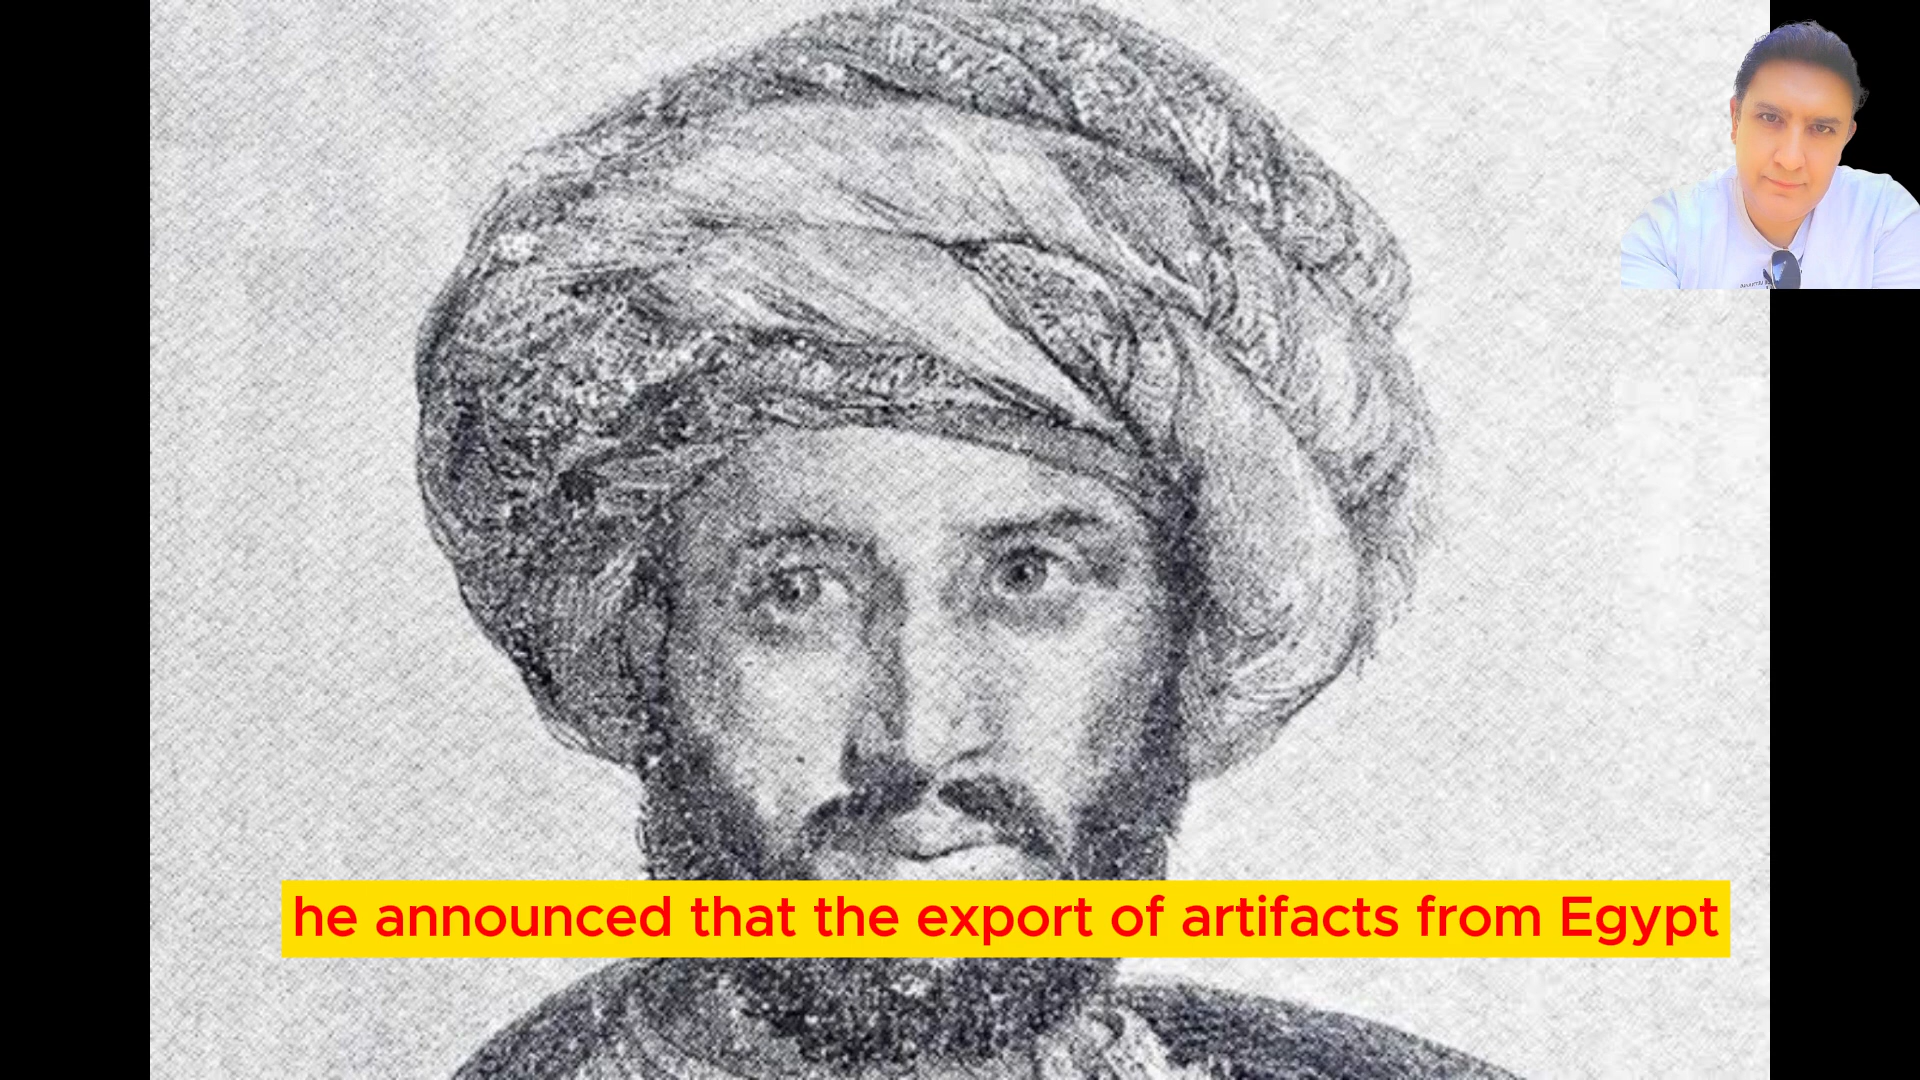 he announced that the export of artifacts from Egypt